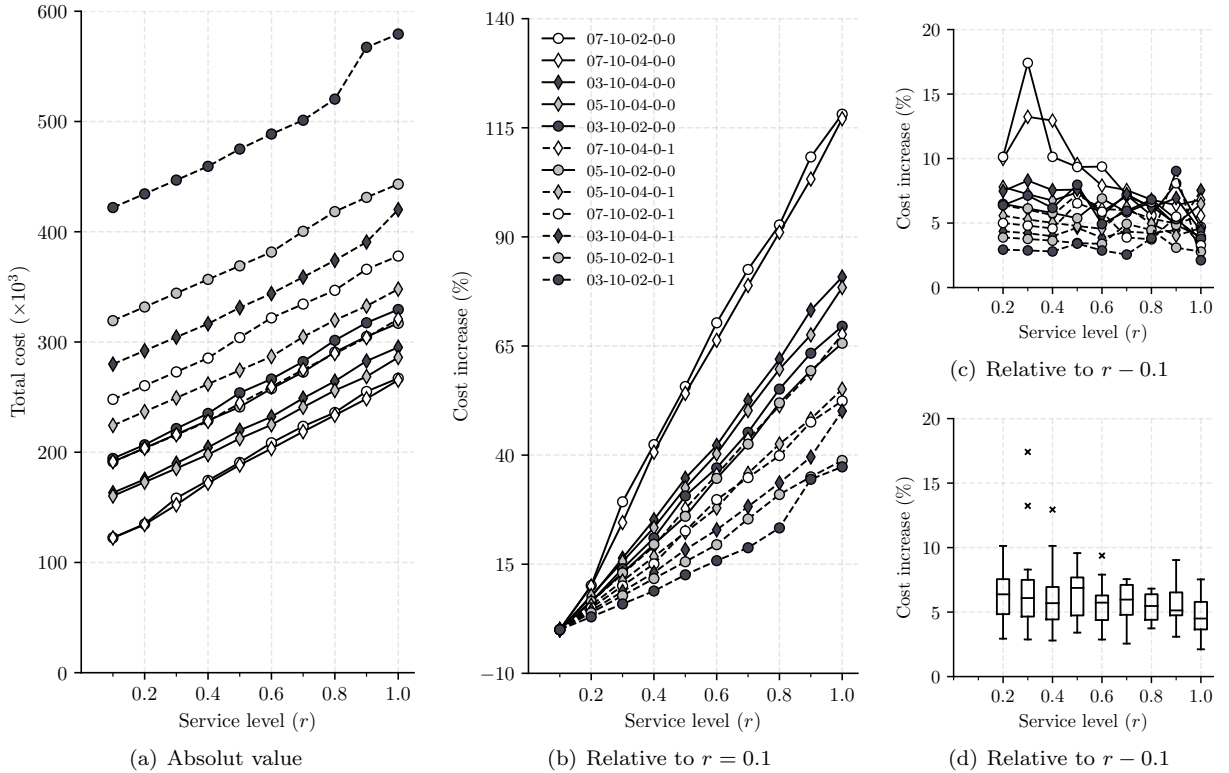 600
500
400
300
200
100
0
0.2 0.4 0.6 0.8 1.0
Total cost (×10³)
Service level (r)
(a) Absolut value
140
115
90
65
40
15
−10
0.2 0.4 0.6 0.8 1.0
Cost increase (%)
Service level (r)
07-10-02-0-0
07-10-04-0-0
03-10-04-0-0
05-10-04-0-0
03-10-02-0-0
07-10-04-0-1
05-10-02-0-0
05-10-04-0-1
07-10-02-0-1
03-10-04-0-1
05-10-02-0-1
03-10-02-0-1
(b) Relative to r = 0.1
20
15
10
5
0
0.2 0.4 0.6 0.8 1.0
Cost increase (%)
Service level (r)
(c) Relative to r − 0.1
20
15
10
5
0
0.2 0.4 0.6 0.8 1.0
Cost increase (%)
Service level (r)
(d) Relative to r − 0.1